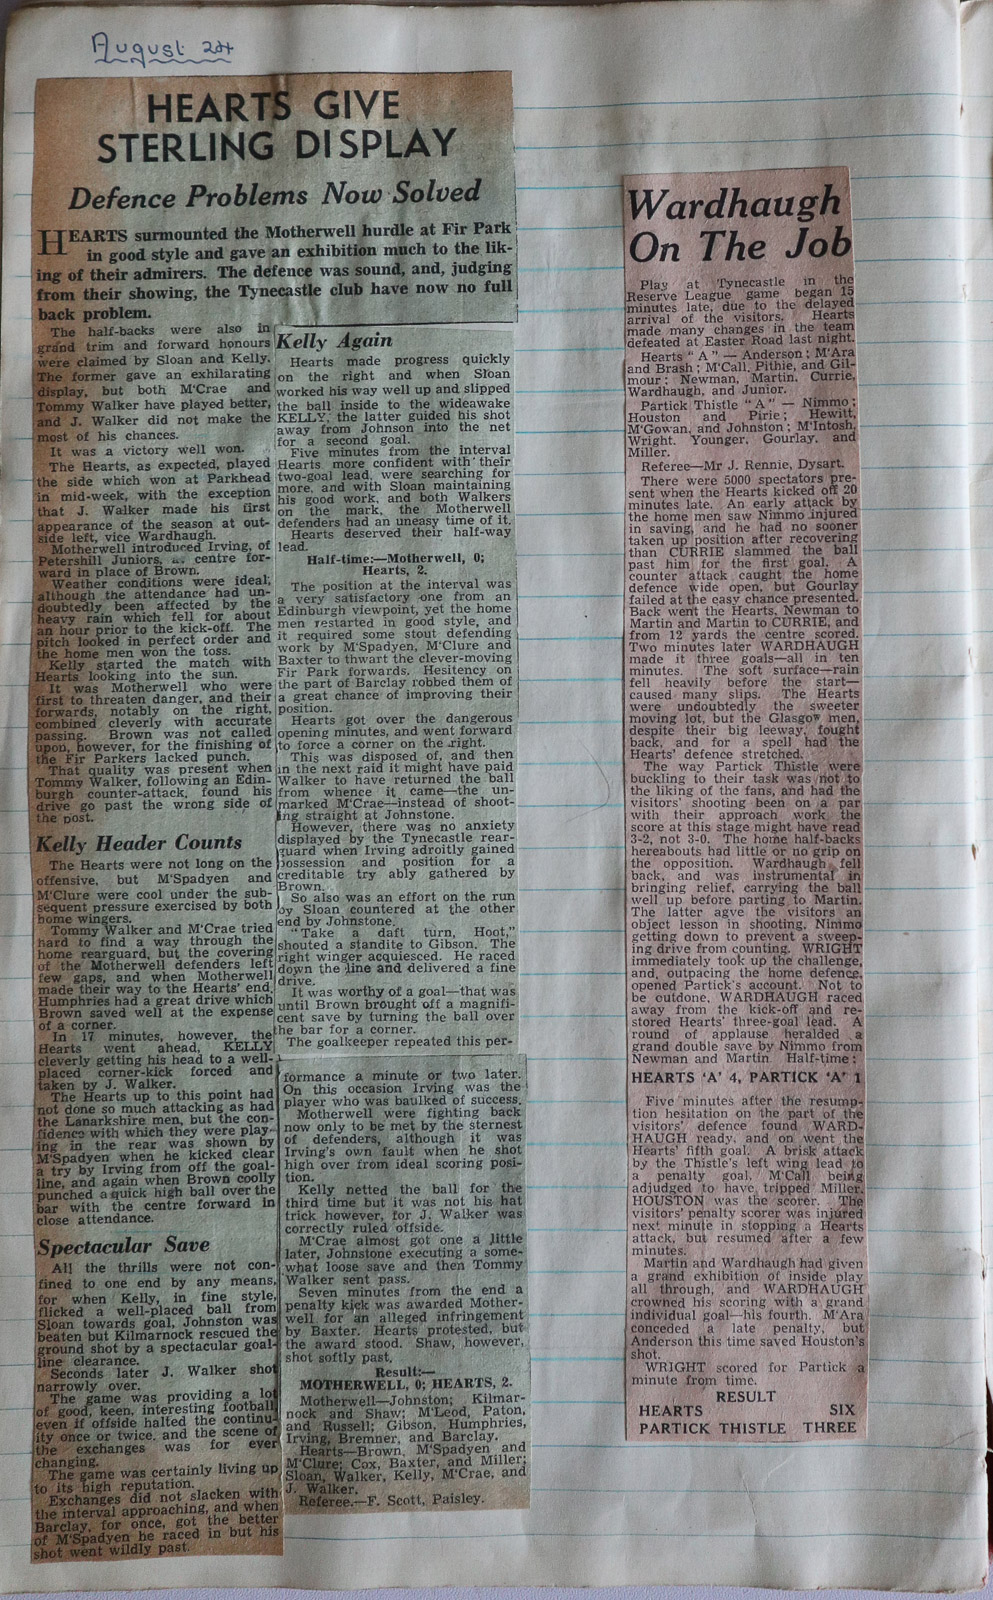 August 24
HEARTS GIVE
STERLING DISPLAY
Defence Problems Now Solved
HEARTS surmounted the Motherwell hurdle at Fir Park
in good style and gave an exhibition much to the lik-
ing of their admirers. The defence was sound, and, judging
from their showing, the Tynecastle club have now no full
back problem.
The half-backs were also in
grand trim and forward honours
were claimed by Sloan and Kelly.
The former gave an exhilarating
display, but both M'Crae and
Tommy Walker have played better,
and J. Walker did not make the
most of his chances.
It was a victory well won.
The Hearts, as expected, played
the side which won at Parkhead
in mid-week, with the exception
that J. Walker made his first
appearance of the season at out-
side left, vice Wardhaugh.
Motherwell introduced Irving, of
Petershill Juniors, as centre for-
ward in place of Brown.
Weather conditions were ideal,
although the attendance had un-
doubtedly been affected by the
heavy rain which fell for about
an hour prior to the kick-off. The
pitch looked in perfect order and
the home men won the toss.
Kelly started the match with
Hearts looking into the sun.
It was Motherwell who were
first to threaten danger, and their
forwards, notably on the right,
combined cleverly with accurate
passing. Brown was not called
upon, however, for the finishing of
the Fir Parkers lacked punch.
That quality was present when
Tommy Walker, following an Edin-
burgh counter-attack, found his
drive go past the wrong side of
the post.
Kelly Header Counts
The Hearts were not long on the
offensive, but M'Spadyen and
M'Clure were cool under the sub-
sequent pressure exercised by both
home wingers.
Tommy Walker and M'Crae tried
hard to find a way through the
home rearguard, but the covering
of the Motherwell defenders left
few gaps, and when Motherwell
made their way to the Hearts' end,
Humphries had a great drive which
Brown saved well at the expense
of a corner.
In 17 minutes, however, the
Hearts went ahead, KELLY
cleverly getting his head to a well-
placed corner-kick forced and
taken by J. Walker.
The Hearts up to this point had
not done so much attacking as had
the Lanarkshire men, but the con-
fidence with which they were play-
ing in the rear was shown by
M'Spadyen when he kicked clear
a try by Irving from off the goal-
line, and again when Brown coolly
punched a quick high ball over the
bar with the centre forward in
close attendance.
Spectacular Save
All the thrills were not con-
fined to one end by any means,
for when Kelly, in fine style,
flicked a well-placed ball from
Sloan towards goal, Johnston was
beaten but Kilmarnock rescued the
ground shot by a spectacular goal-
line clearance.
Seconds later J. Walker shot
narrowly over.
The game was providing a lot
of good, keen, interesting football
even if offside halted the continu-
ity once or twice, and the scene of
the exchanges was for ever
changing.
The game was certainly living up
to its high reputation.
Exchanges did not slacken with
the interval approaching, and when
Barclay, for once, got the better
of M'Spadyen he raced in but his
shot went wildly past.
Kelly Again
Hearts made progress quickly
on the right and when Sloan
worked his way well up and slipped
the ball inside to the wideawake
KELLY, the latter guided his shot
away from Johnson into the net
for a second goal.
Five minutes from the interval
Hearts more confident with their
two-goal lead, were searching for
more, and with Sloan maintaining
his good work, and both Walkers
on the mark, the Motherwell
defenders had an uneasy time of it.
Hearts deserved their half-way
lead.
Half-time:—Motherwell, 0;
Hearts, 2.
The position at the interval was
a very satisfactory one from an
Edinburgh viewpoint, yet the home
men restarted in good style, and
it required some stout defending
work by M'Spadyen, M'Clure and
Baxter to thwart the clever-moving
Fir Park forwards. Hesitency on
the part of Barclay robbed them of
a great chance of improving their
position.
Hearts got over the dangerous
opening minutes, and went forward
to force a corner on the right.
This was disposed of, and then
in the next raid it might have paid
Walker to have returned the ball
from whence it came—the un-
marked M'Crae—instead of shoot-
ing straight at Johnstone.
However, there was no anxiety
displayed by the Tynecastle rear-
guard when Irving adroitly gained
possession and position for a
creditable try ably gathered by
Brown.
So also was an effort on the run
by Sloan countered at the other
end by Johnstone.
"Take a daft turn, Hoot,"
shouted a standite to Gibson. The
right winger acquiesced. He raced
down the line and delivered a fine
drive.
It was worthy of a goal—that was
until Brown brought off a magnifi-
cent save by turning the ball over
the bar for a corner.
The goalkeeper repeated this per-
formance a minute or two later.
On this occasion Irving was the
player who was baulked of success.
Motherwell were fighting back
now only to be met by the sternest
of defenders, although it was
Irving's own fault when he shot
high over from ideal scoring posi-
tion.
Kelly netted the ball for the
third time but it was not his hat
trick however, for J. Walker was
correctly ruled offside.
M'Crae almost got one a little
later, Johnstone executing a some-
what loose save and then Tommy
Walker sent pass.
Seven minutes from the end a
penalty kick was awarded Mother-
well for an alleged infringement
by Baxter. Hearts protested, but
the award stood. Shaw, however,
shot softly past.
Result:—
MOTHERWELL, 0; HEARTS, 2.
Motherwell—Johnston; Kilmar-
nock and Shaw; M'Leod, Paton,
and Russell; Gibson, Humphries,
Irving, Bremner, and Barclay.
Hearts—Brown, M'Spadyen and
M'Clure; Cox, Baxter, and Miller;
Sloan, Walker, Kelly, M'Crae, and
J. Walker.
Referee.—F. Scott, Paisley.
Wardhaugh
On The Job
Play at Tynecastle in the
Reserve League game began 15
minutes late, due to the delayed
arrival of the visitors. Hearts
made many changes in the team
defeated at Easter Road last night.
Hearts "A"—Anderson; M'Ara
and Brash; M'Call, Pithie, and Gil-
mour; Newman, Martin, Currie,
Wardhaugh, and Junior.
Partick Thistle "A"—Nimmo;
Houston and Pirie; Hewitt,
M'Gowan, and Johnston; M'Intosh,
Wright, Younger, Gourlay, and
Miller.
Referee—Mr J. Rennie, Dysart.
There were 5000 spectators pre-
sent when the Hearts kicked off 20
minutes late. An early attack by
the home men saw Nimmo injured
in saving, and he had no sooner
taken up position after recovering
than CURRIE slammed the ball
past him for the first goal. A
counter attack caught the home
defence wide open, but Gourlay
failed at the easy chance presented.
Back went the Hearts, Newman to
Martin and Martin to CURRIE, and
from 12 yards the centre scored.
Two minutes later WARDHAUGH
made it three goals—all in ten
minutes. The soft surface—rain
fell heavily before the start—
caused many slips. The Hearts
were undoubtedly the sweeter
moving lot, but the Glasgow men,
despite their big leeway, fought
back, and for a spell had the
Hearts' defence stretched.
The way Partick Thistle were
buckling to their task was not to
the liking of the fans, and had the
visitors' shooting been on a par
with their approach work the
score at this stage might have read
3-2, not 3-0. The home half-backs
hereabouts had little or no grip on
the opposition. Wardhaugh fell
back, and was instrumental in
bringing relief, carrying the ball
well up before parting to Martin.
The latter agve the visitors an
object lesson in shooting, Nimmo
getting down to prevent a sweep-
ing drive from counting. WRIGHT
immediately took up the challenge,
and, outpacing the home defence,
opened Partick's account. Not to
be outdone, WARDHAUGH raced
away from the kick-off and re-
stored Hearts' three-goal lead. A
round of applause heralded a
grand double save by Nimmo from
Newman and Martin. Half-time:
HEARTS 'A' 4, PARTICK 'A' 1
Five minutes after the resump-
tion hesitation on the part of the
visitors' defence found WARD-
HAUGH ready, and on went the
Hearts' fifth goal. A brisk attack
by the Thistle's left wing lead to
a penalty goal, M'Call being
adjudged to have tripped Miller.
HOUSTON was the scorer. The
visitors' penalty scorer was injured
next minute in stopping a Hearts
attack, but resumed after a few
minutes.
Martin and Wardhaugh had given
a grand exhibition of inside play
all through, and WARDHAUGH
crowned his scoring with a grand
individual goal—his fourth. M'Ara
conceded a late penalty, but
Anderson this time saved Houston's
shot.
WRIGHT scored for Partick a
minute from time.
RESULT
HEARTS SIX
PARTICK THISTLE THREE